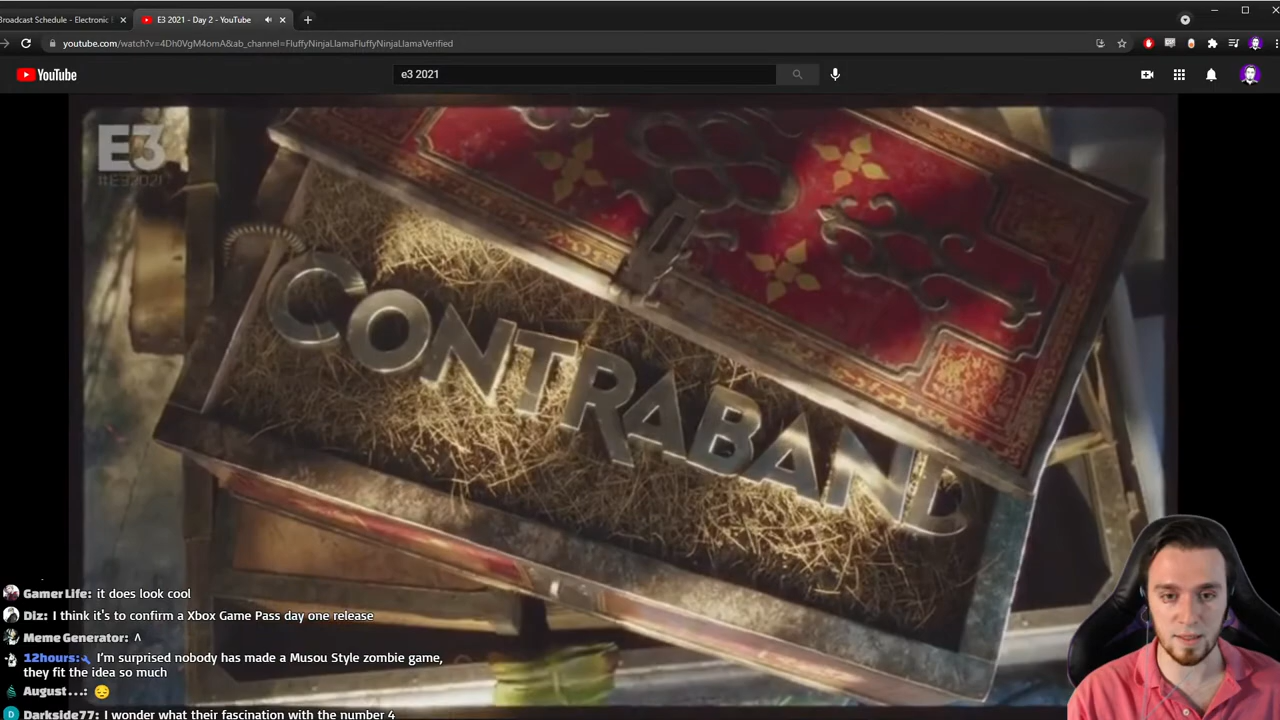 Broadcast Schedule - Electronic E
E3 2021 - Day 2 - YouTube
youtube.com/watch?v=4Dh0VgM4omA&ab_channel=FluffyNinjaLlamaFluffyNinjaLlamaVerified
YouTube
e3 2021
E3
#E32021
CONTRABAND
Gamer Life: it does look cool
Dlz: I think it's to confirm a Xbox Game Pass day one release
Meme Generator: ^
12hours: I'm surprised nobody has made a Musou Style zombie game,
they fit the idea so much
August...: 😔
D Darkside77: I wonder what their fascination with the number 4